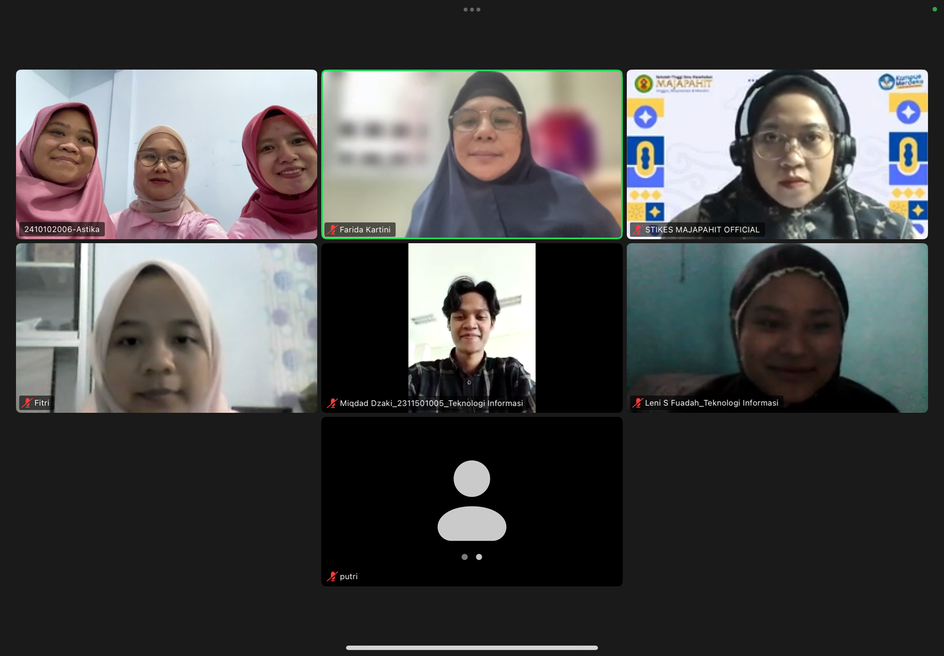 MAJAPAHIT
Kampus
Merdeka
2410102006-Astika
Farida Kartini
STIKES MAJAPAHIT OFFICIAL
Fitri
Miqdad Dzaki_2311501005_Teknologi Informasi
Leni S Fuadah_Teknologi Informasi
putri